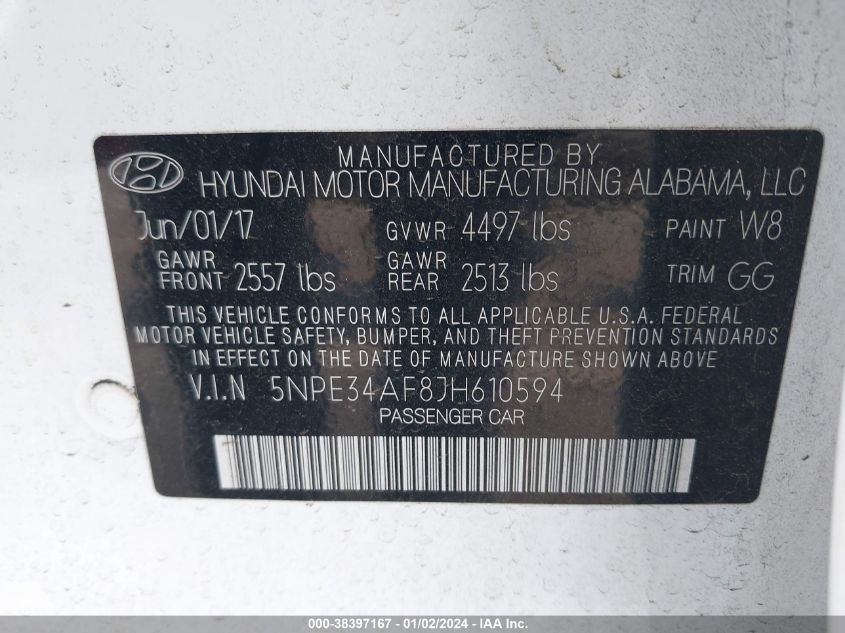 MANUFACTURED BY
HYUNDAI MOTOR MANUFACTURING ALABAMA, LLC
Jun/01/17 GVWR 4497 lbs PAINT W8
GAWR FRONT 2557 lbs GAWR REAR 2513 lbs TRIM GG
THIS VEHICLE CONFORMS TO ALL APPLICABLE U.S.A. FEDERAL
MOTOR VEHICLE SAFETY, BUMPER, AND THEFT PREVENTION STANDARDS
IN EFFECT ON THE DATE OF MANUFACTURE SHOWN ABOVE.
V.I.N 5NPE34AF8JH610594
PASSENGER CAR
000-38397167 - 01/02/2024 - IAA Inc.